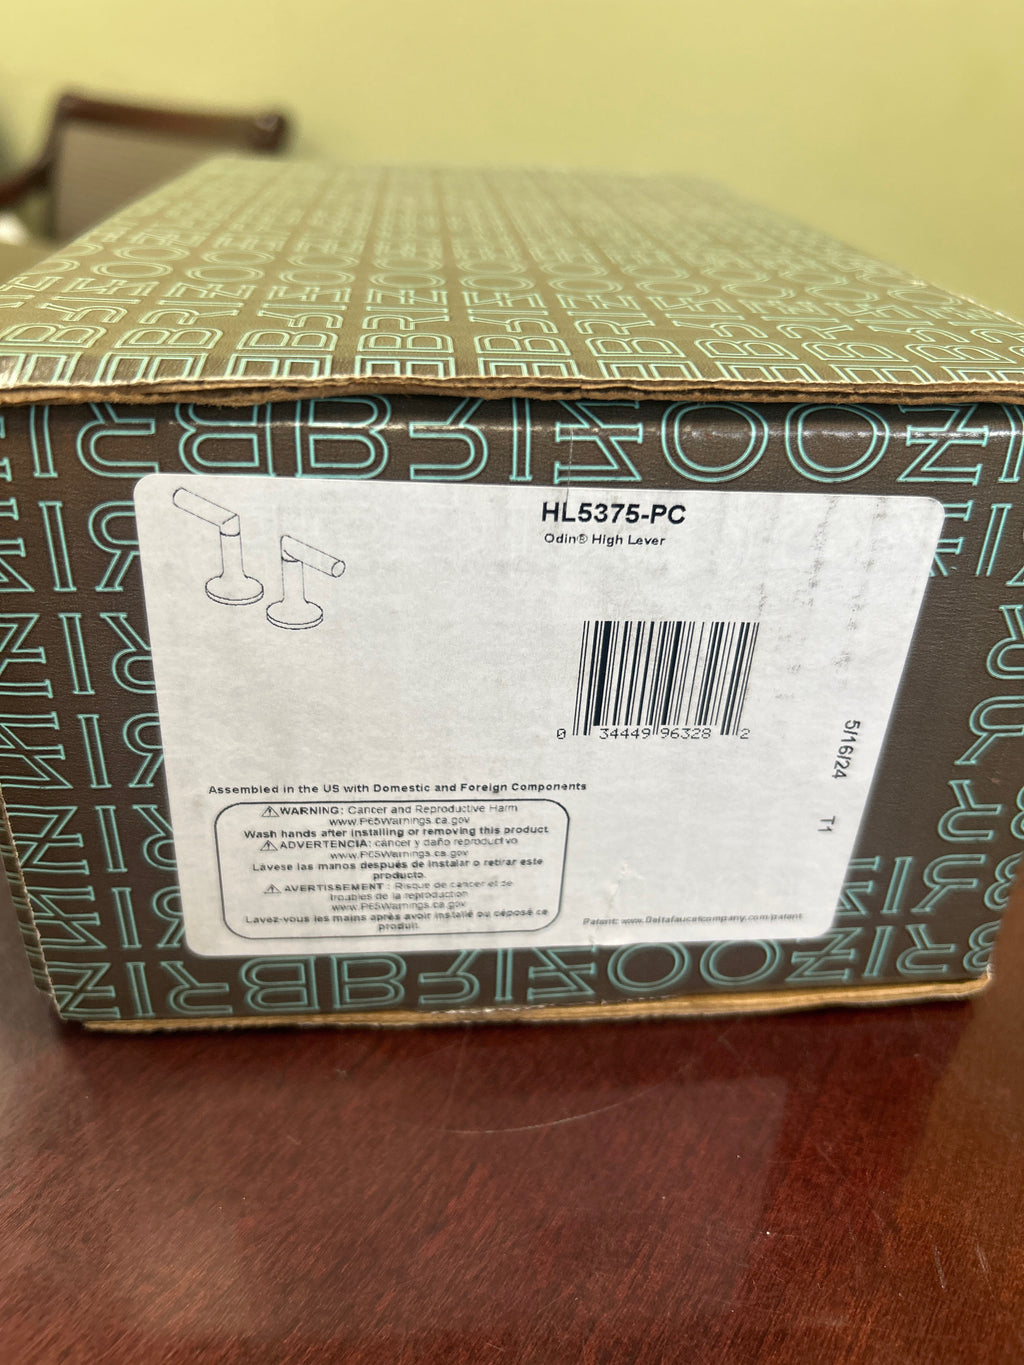 BRIZO
HL5375-PC
Odin® High Lever
0 34449 96328 2
5/16/24 T1
Assembled in the US with Domestic and Foreign Components
⚠WARNING: Cancer and Reproductive Harm
www.P65Warnings.ca.gov
Wash hands after installing or removing this product
⚠ADVERTENCIA: cáncer y daño reproductivo
www.P65Warnings.ca.gov
Lávese las manos después de instalar o retirar este
producto.
⚠ AVERTISSEMENT : Risque de cancer et de
troubles de la reproduction
www.P65Warnings.ca.gov
Lavez-vous les mains après avoir installé ou déposé ce
produit.
Patent: www.Deltafaucetcompany.com/patent